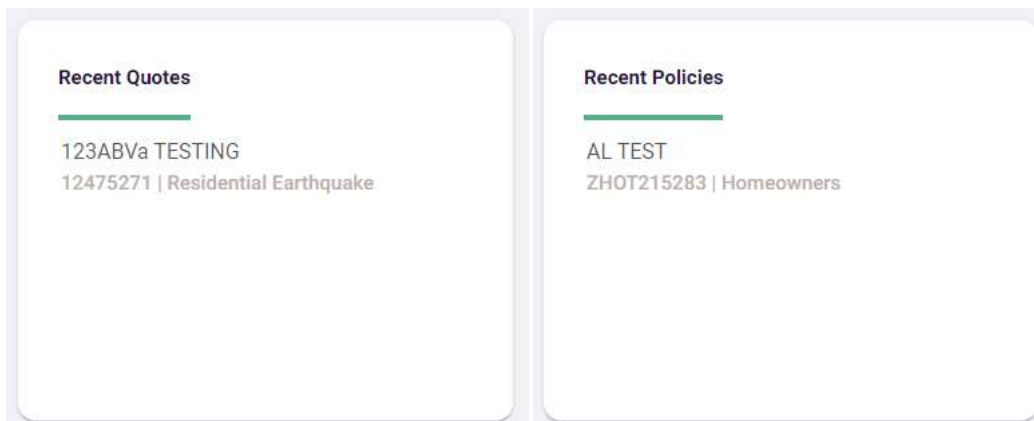 Recent Quotes
123ABVa TESTING
12475271 | Residential Earthquake
Recent Policies
AL TEST
ZHOT215283 | Homeowners